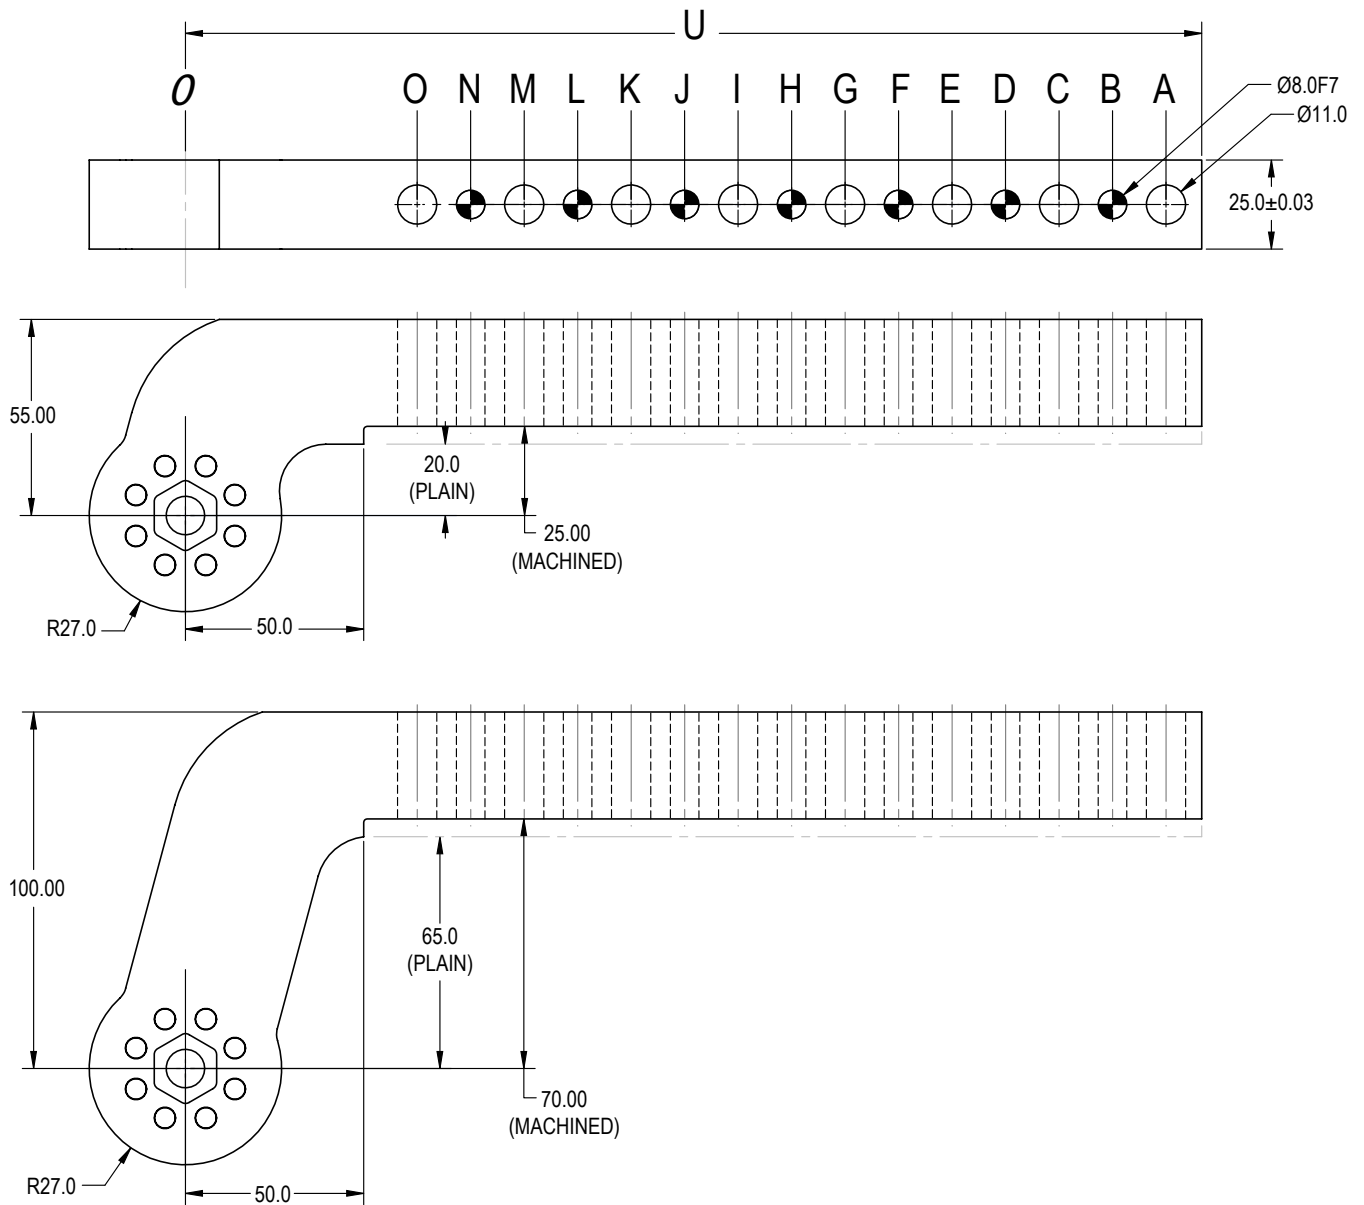 U
0 O N M L K J I H G F E D C B A
Ø8.0F7
Ø11.0
25.0±0.03
55.00
20.0
(PLAIN)
25.00
(MACHINED)
R27.0
50.0
100.00
65.0
(PLAIN)
70.00
(MACHINED)
R27.0
50.0